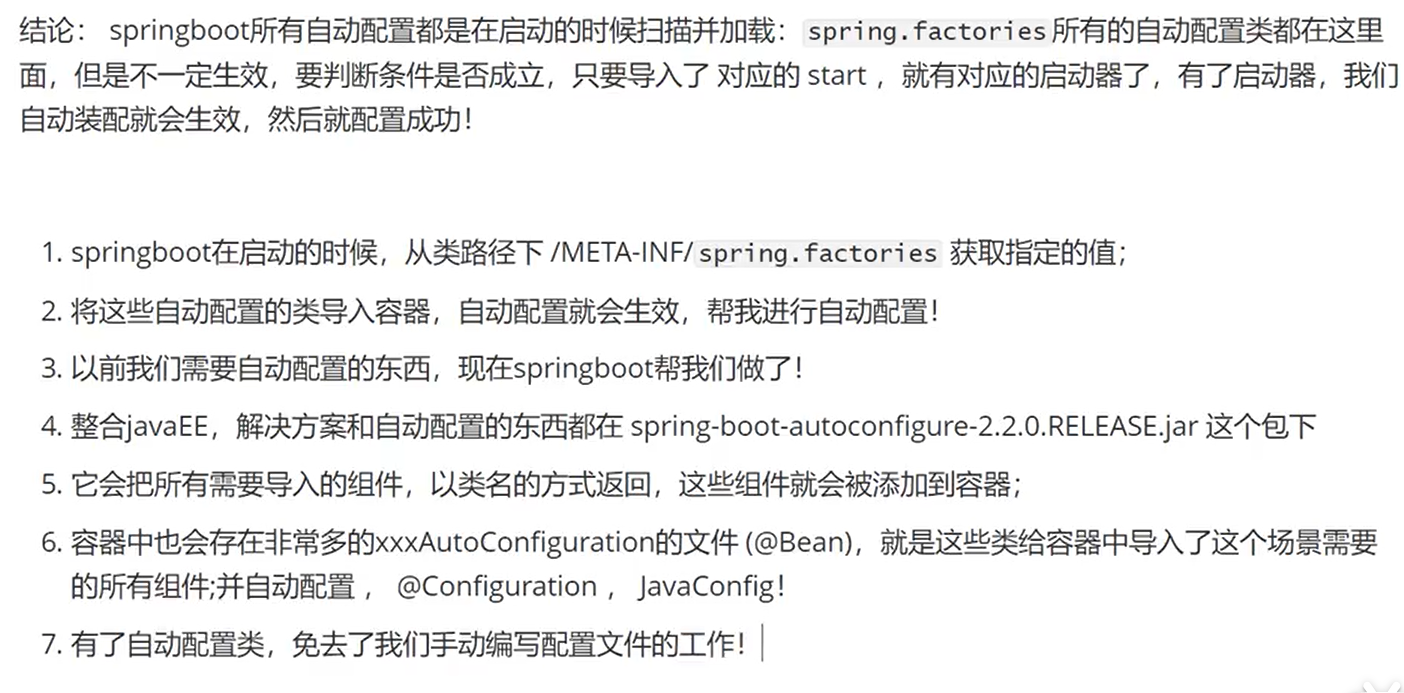 结论： springboot所有自动配置都是在启动的时候扫描并加载：spring.factories所有的自动配置类都在这里
面，但是不一定生效，要判断条件是否成立，只要导入了 对应的 start ，就有对应的启动器了，有了启动器，我们
自动装配就会生效，然后就配置成功！
1. springboot在启动的时候，从类路径下 /META-INF/spring.factories 获取指定的值；
2. 将这些自动配置的类导入容器，自动配置就会生效，帮我进行自动配置！
3. 以前我们需要自动配置的东西，现在springboot帮我们做了！
4. 整合javaEE，解决方案和自动配置的东西都在 spring-boot-autoconfigure-2.2.0.RELEASE.jar 这个包下
5. 它会把所有需要导入的组件，以类名的方式返回，这些组件就会被添加到容器；
6. 容器中也会存在非常多的xxxAutoConfiguration的文件 (@Bean)，就是这些类给容器中导入了这个场景需要
的所有组件;并自动配置 ， @Configuration ， JavaConfig！
7. 有了自动配置类，免去了我们手动编写配置文件的工作！